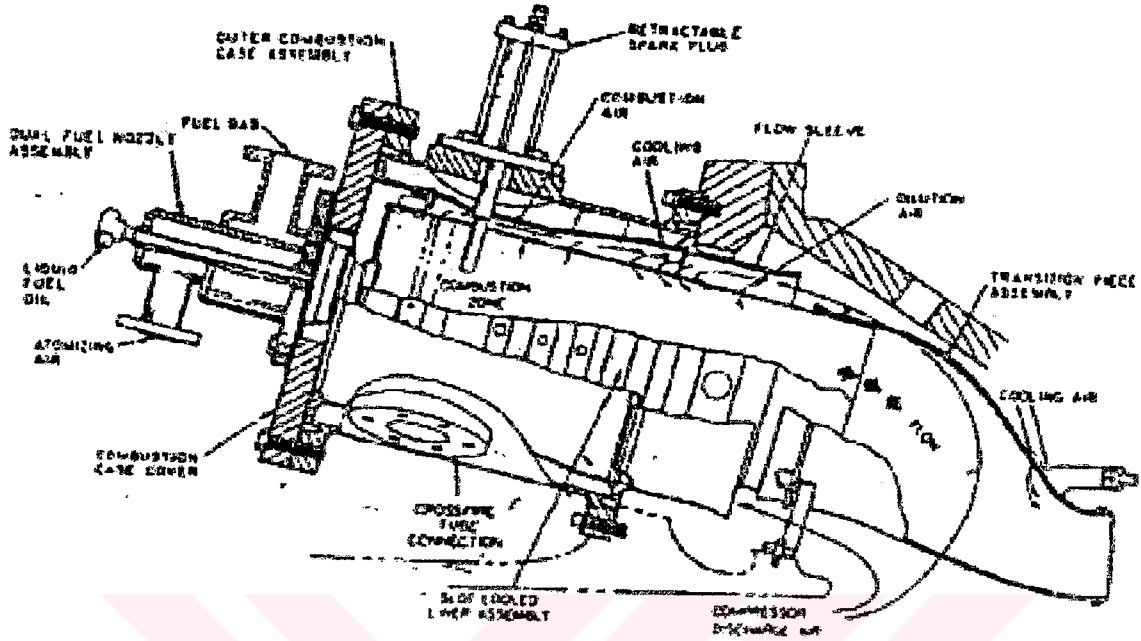 OUTER COMBUSTION
CASE ASSEMBLY
RETRACTABLE
SPARK PLUG
COMBUSTION
AIR
FUEL GAS
DUAL FUEL NOZZLE
ASSEMBLY
COOLING
AIR
FLOW SLEEVE
DILUTION
AIR
LIQUID
FUEL
OIL
COMBUSTION
ZONE
TRANSITION PIECE
ASSEMBLY
ATOMIZING
AIR
COOLING AIR
FLOW
COMBUSTION
CASE COVER
CROSSFIRE
TUBE
CONNECTION
SLOT COOLED
LINER ASSEMBLY
COMPRESSOR
DISCHARGE AIR